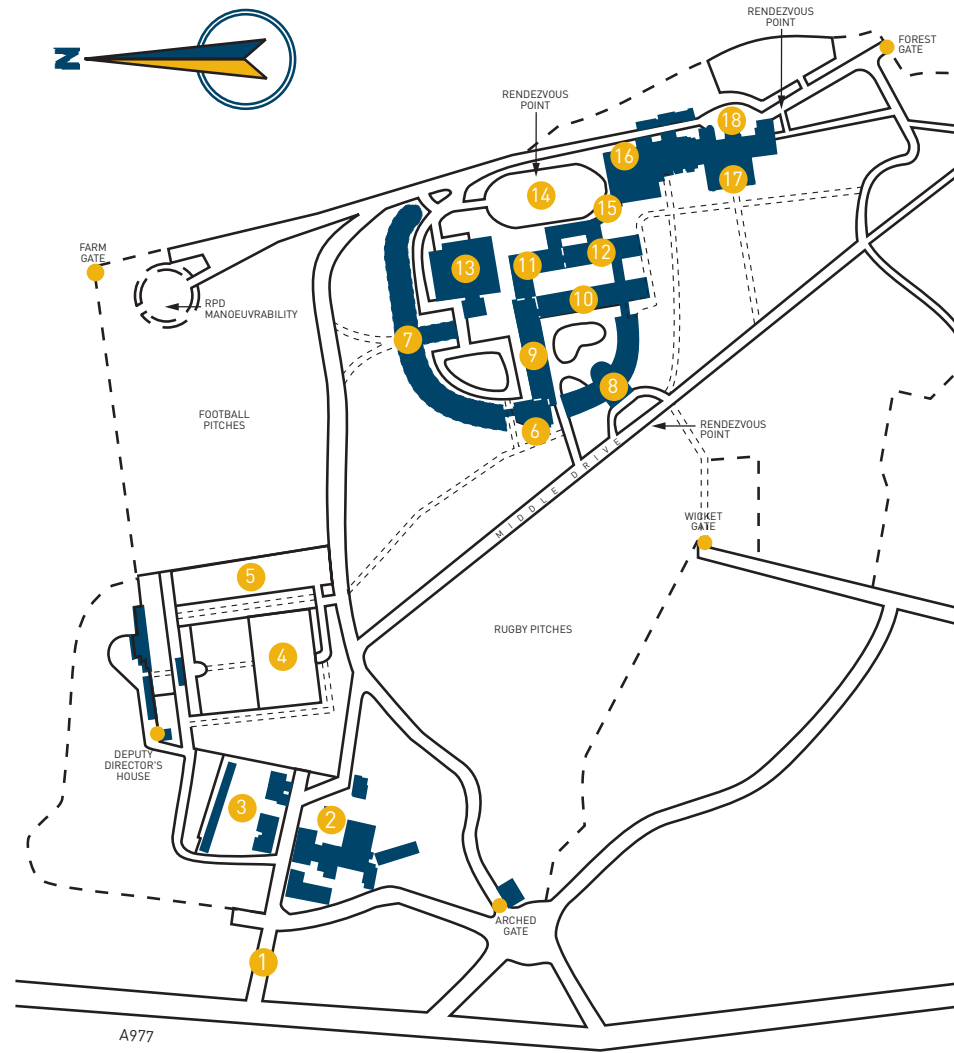 RENDEZVOUS
POINT
FOREST
GATE
N
RENDEZVOUS
POINT
18
16
17
14
15
12
11
13
FARM
GATE
10
RPD
MANOEUVRABILITY
7
9
8
FOOTBALL
PITCHES
6
RENDEZVOUS
POINT
MIDDLE DRIVE
WICKET
GATE
5
RUGBY PITCHES
4
DEPUTY
DIRECTOR'S
HOUSE
3
2
ARCHED
GATE
1
A977